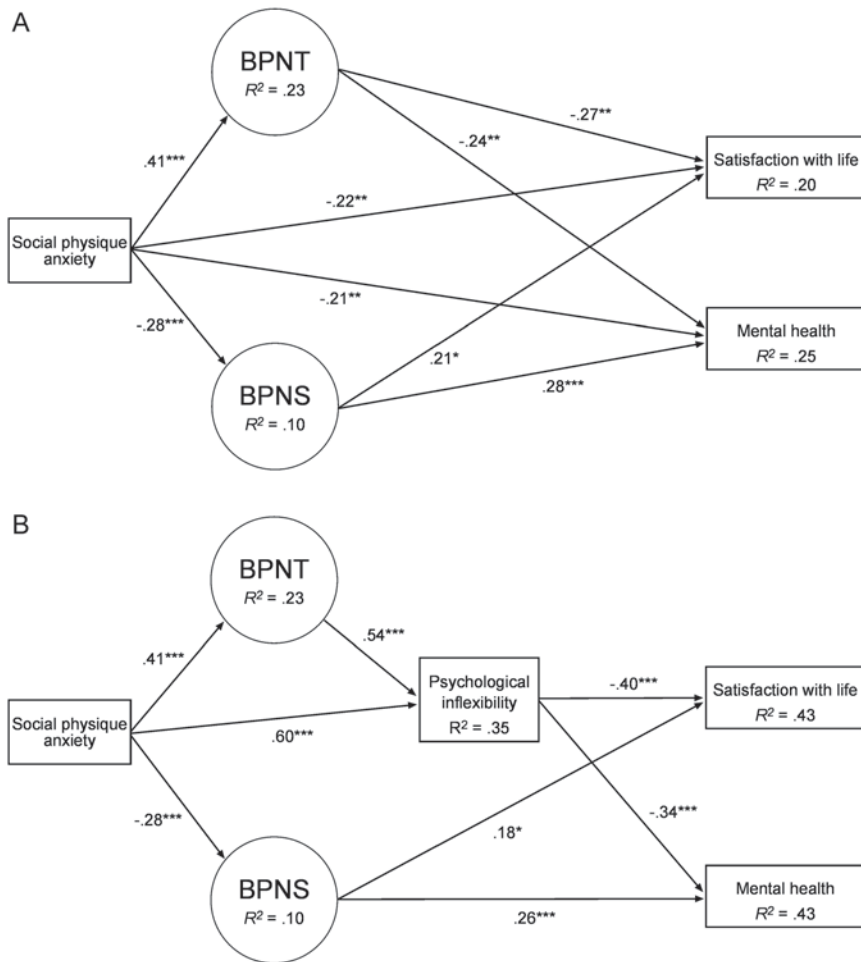 A
BPNT
R² = .23
-.27**
-.24**
Satisfaction with life
R² = .20
.41***
-.22**
Social physique
anxiety
-.21**
-.28***
Mental health
R² = .25
.21*
BPNS
R² = .10
.28***
B
BPNT
R² = .23
.54***
.41***
Psychological
inflexibility
R² = .35
-.40***
Satisfaction with life
R² = .43
Social physique
anxiety
.60***
-.28***
-.34***
.18*
BPNS
R² = .10
Mental health
R² = .43
.26***